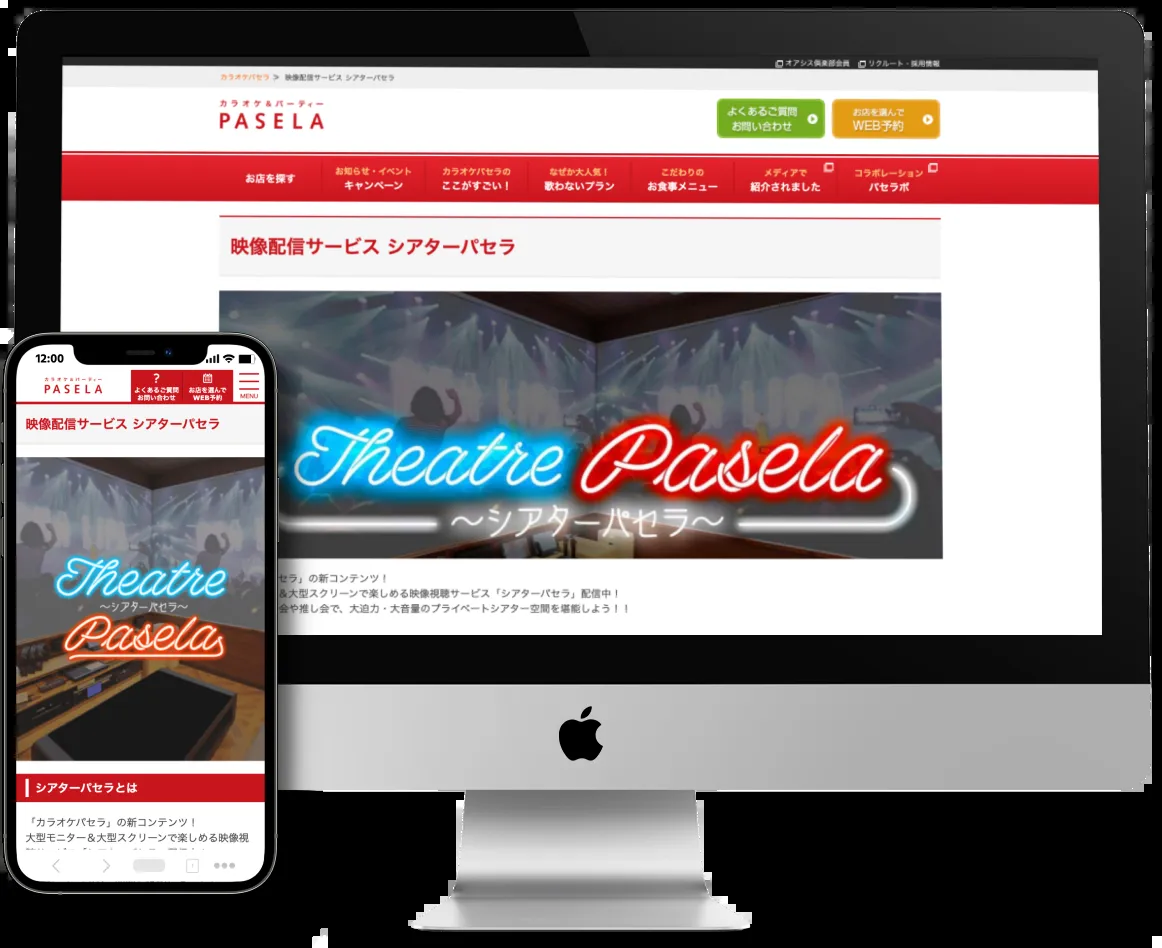 オアシス倶楽部会員 リクルート・採用情報
カラオケパセラ > 映像配信サービス シアターパセラ
カラオケ&パーティー
PASELA
よくあるご質問
お問い合わせ
お店を選んで
WEB予約
お店を探す
お知らせ・イベント
キャンペーン
カラオケパセラの
ここがすごい!
なぜか大人気!
歌わないプラン
こだわりの
お食事メニュー
メディアで
紹介されました
コラボレーション
パセラボ
映像配信サービス シアターパセラ
Theatre Pasela
〜シアターパセラ〜
セラ」の新コンテンツ!
&大型スクリーンで楽しめる映像視聴サービス「シアターパセラ」配信中!
会や推し会で、大迫力・大音量のプライベートシアター空間を堪能しよう!!
12:00
カラオケ&パーティー
PASELA
?
よくあるご質問
お問い合わせ
お店を選んで
WEB予約
MENU
映像配信サービス シアターパセラ
Theatre
〜シアターパセラ〜
Pasela
シアターパセラとは
「カラオケパセラ」の新コンテンツ!
大型モニター&大型スクリーンで楽しめる映像視